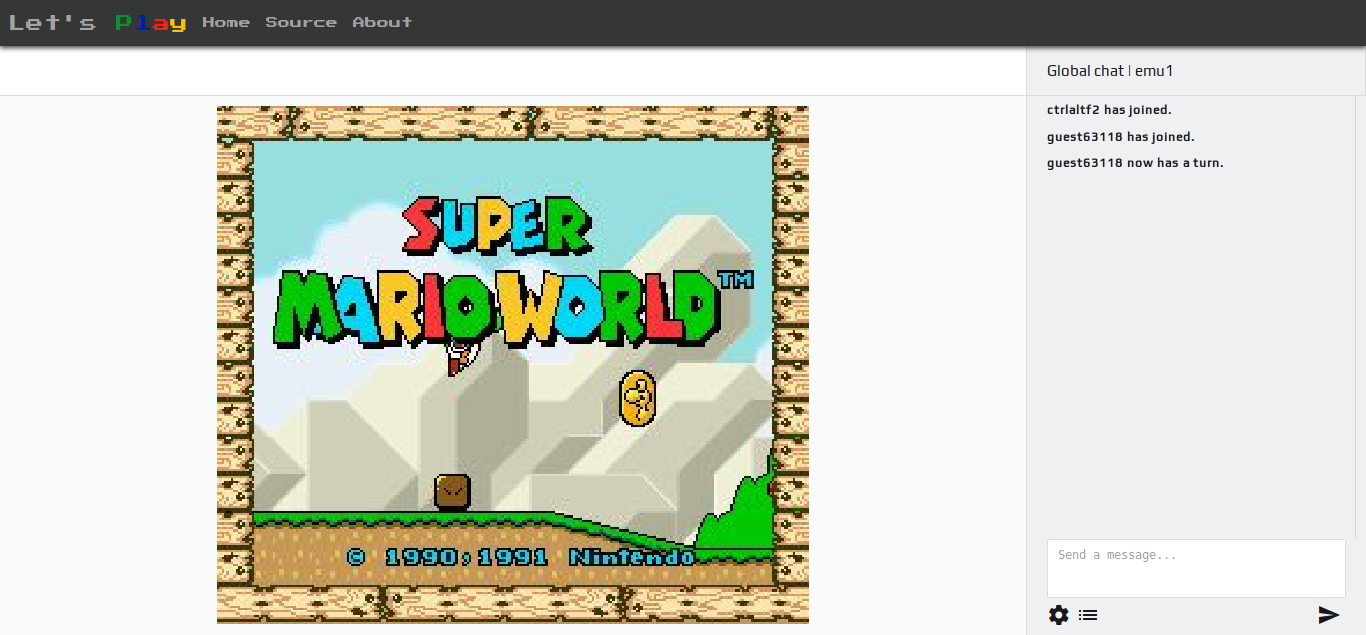 Let's Play Home Source About
Global chat | emu1
ctrlaltf2 has joined.
guest63118 has joined.
guest63118 now has a turn.
SUPER
MARIO WORLD™
© 1990,1991 Nintendo
Send a message...